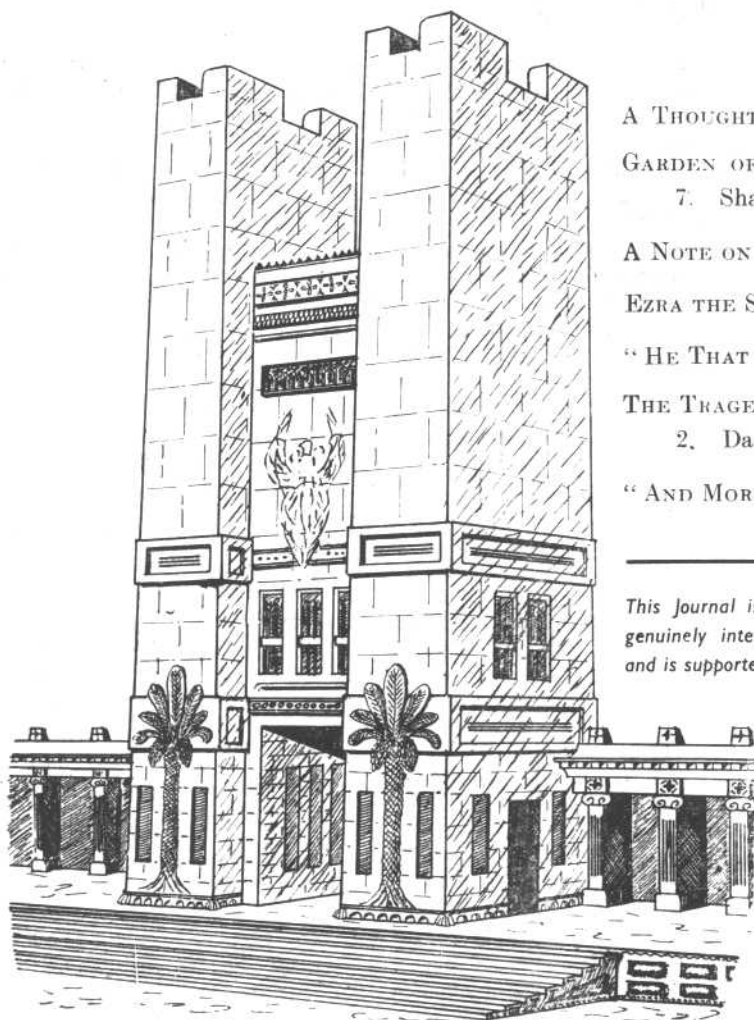 A THOUGHT
GARDEN OF
7. Sha
A NOTE ON
EZRA THE S
“ HE THAT
THE TRAGE
2. Da
“ AND MOR
This Journal is
genuinely inte
and is supporte